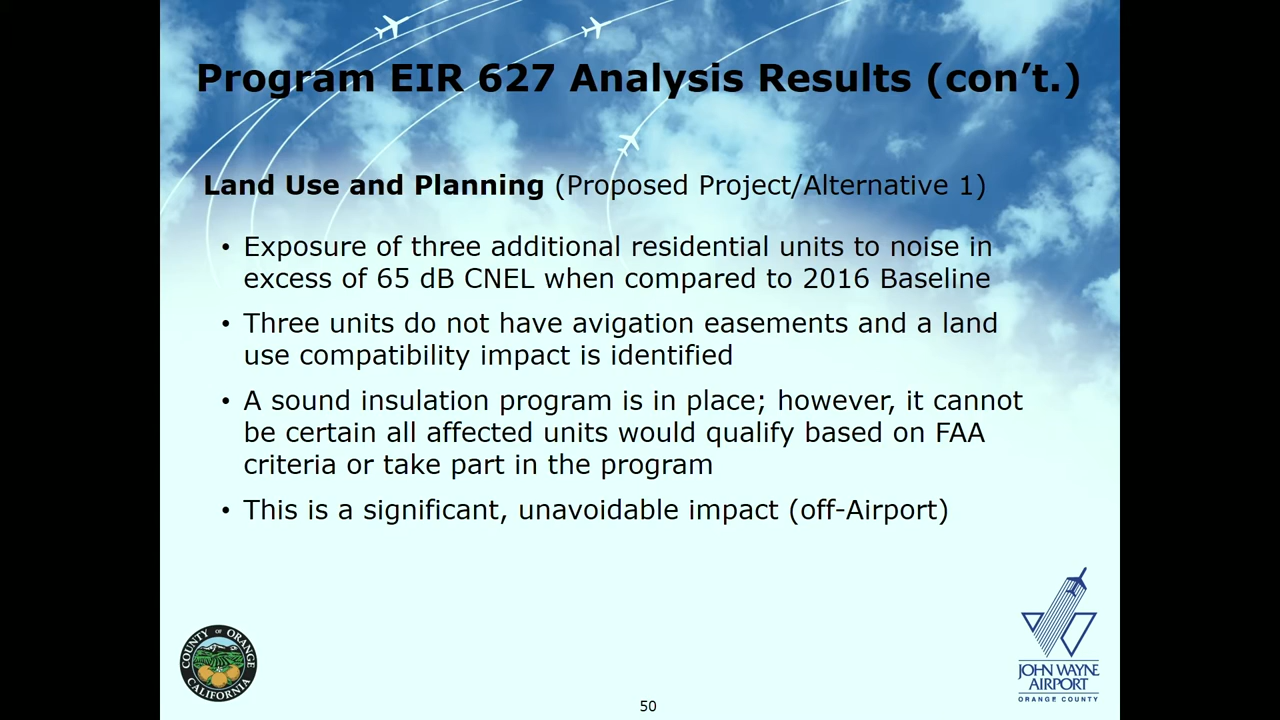 Program EIR 627 Analysis Results (con’t.)
Land Use and Planning (Proposed Project/Alternative 1)
• Exposure of three additional residential units to noise in
excess of 65 dB CNEL when compared to 2016 Baseline
• Three units do not have avigation easements and a land
use compatibility impact is identified
• A sound insulation program is in place; however, it cannot
be certain all affected units would qualify based on FAA
criteria or take part in the program
• This is a significant, unavoidable impact (off-Airport)
COUNTY OF ORANGE
CALIFORNIA
JOHN WAYNE
AIRPORT
ORANGE COUNTY
50